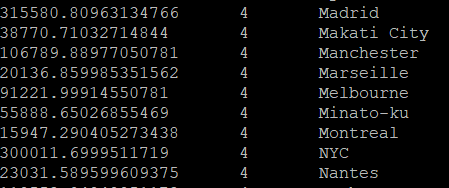 315580.80963134766 4 Madrid
38770.71032714844 4 Makati City
106789.88977050781 4 Manchester
20136.859985351562 4 Marseille
91221.99914550781 4 Melbourne
55888.65026855469 4 Minato-ku
15947.290405273438 4 Montreal
300011.6999511719 4 NYC
23031.589599609375 4 Nantes